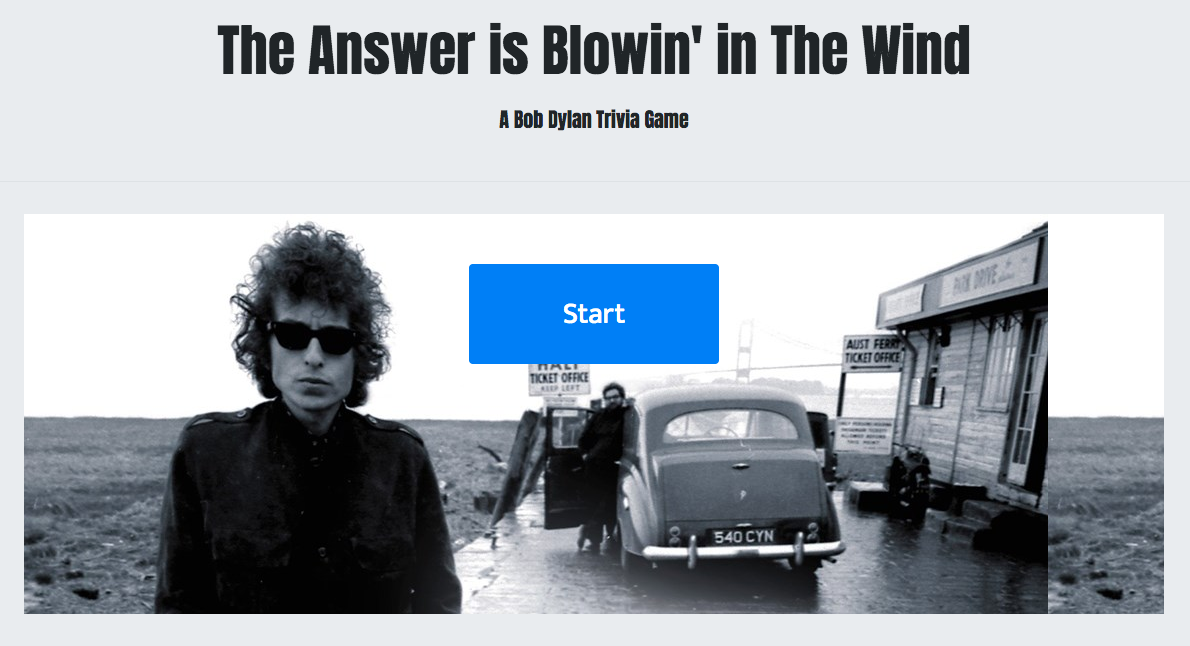 The Answer is Blowin' in The Wind
A Bob Dylan Trivia Game
Start
HALT
TICKET OFFICE
KEEP LEFT
PARK DRIVE
AUST FERRY
TICKET OFFICE
540 CYN